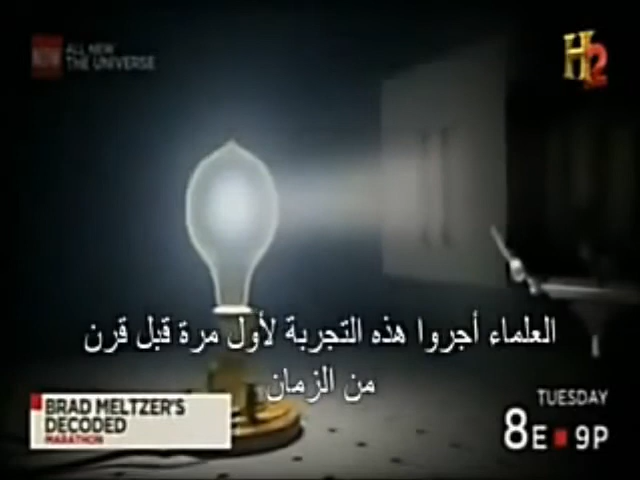 NEW
ALL NEW
THE UNIVERSE
H2
العلماء أجروا هذه التجربة لأول مرة قبل قرن
من الزمان
BRAD MELTZER'S
DECODED
MARATHON
TUESDAY
8E 9P